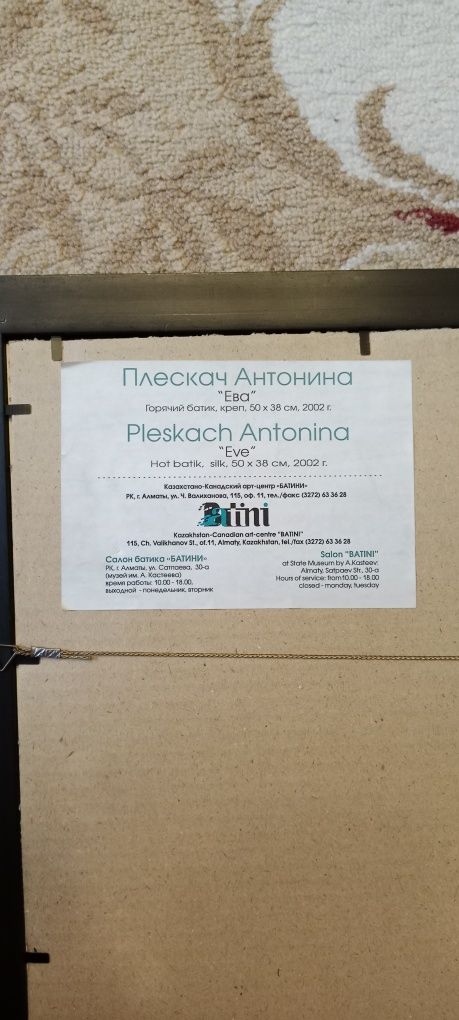 Плескач Антонина
"Ева"
Горячий батик, креп, 50 x 38 см, 2002 г.
Pleskach Antonina
"Eve"
Hot batik, silk, 50 x 38 см, 2002 г.
Казахстано-Канадский арт-центр «БАТИНИ»
РК, г. Алматы, ул. Ч. Валиханова, 115, оф. 11, тел./факс (3272) 63 36 28
Batini
Kazakhstan-Canadian art-centre "BATINI"
115, Ch. Valikhanov St., of.11, Almaty, Kazakhstan, tel./fax (3272) 63 36 28
Салон батика «БАТИНИ»
РК, г. Алматы, ул. Сатпаева, 30-а
(музей им. А. Кастеева)
время работы: 10.00 - 18.00,
выходной - понедельник, вторник
Salon "BATINI"
at State Museum by A.Kasteev:
Almaty, Satpaev Str., 30-a
Hours of service: from 10.00 - 18.00
closed - monday, tuesday